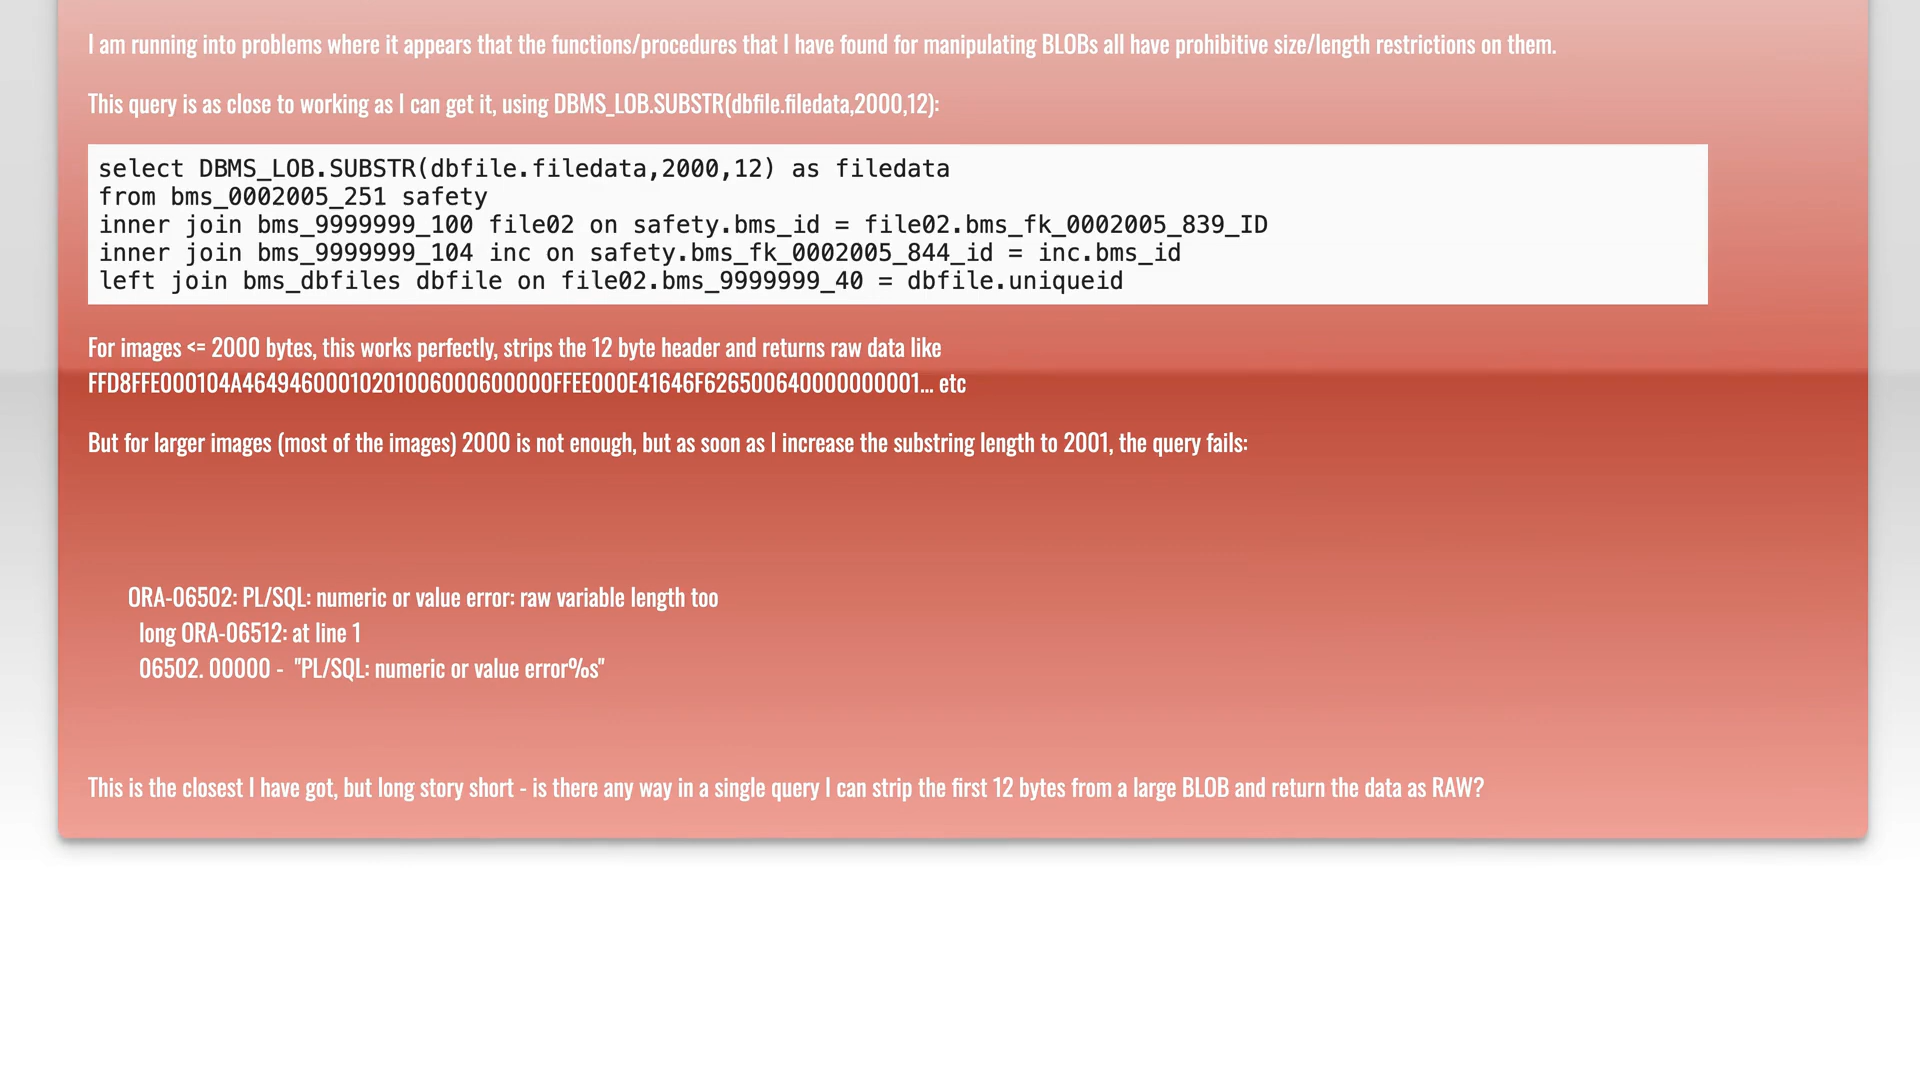 I am running into problems where it appears that the functions/procedures that I have found for manipulating BLOBs all have prohibitive size/length restrictions on them.
This query is as close to working as I can get it, using DBMS_LOB.SUBSTR(dbfile.filedata,2000,12):
select DBMS_LOB.SUBSTR(dbfile.filedata,2000,12) as filedata
from bms_0002005_251 safety
inner join bms_9999999_100 file02 on safety.bms_id = file02.bms_fk_0002005_839_ID
inner join bms_9999999_104 inc on safety.bms_fk_0002005_844_id = inc.bms_id
left join bms_dbfiles dbfile on file02.bms_9999999_40 = dbfile.uniqueid
For images <= 2000 bytes, this works perfectly, strips the 12 byte header and returns raw data like
FFD8FFE000104A46494600010201006000600000FFEE000E41646F626500640000000001... etc
But for larger images (most of the images) 2000 is not enough, but as soon as I increase the substring length to 2001, the query fails:
ORA-06502: PL/SQL: numeric or value error: raw variable length too
long ORA-06512: at line 1
06502. 00000 - "PL/SQL: numeric or value error%s"
This is the closest I have got, but long story short - is there any way in a single query I can strip the first 12 bytes from a large BLOB and return the data as RAW?